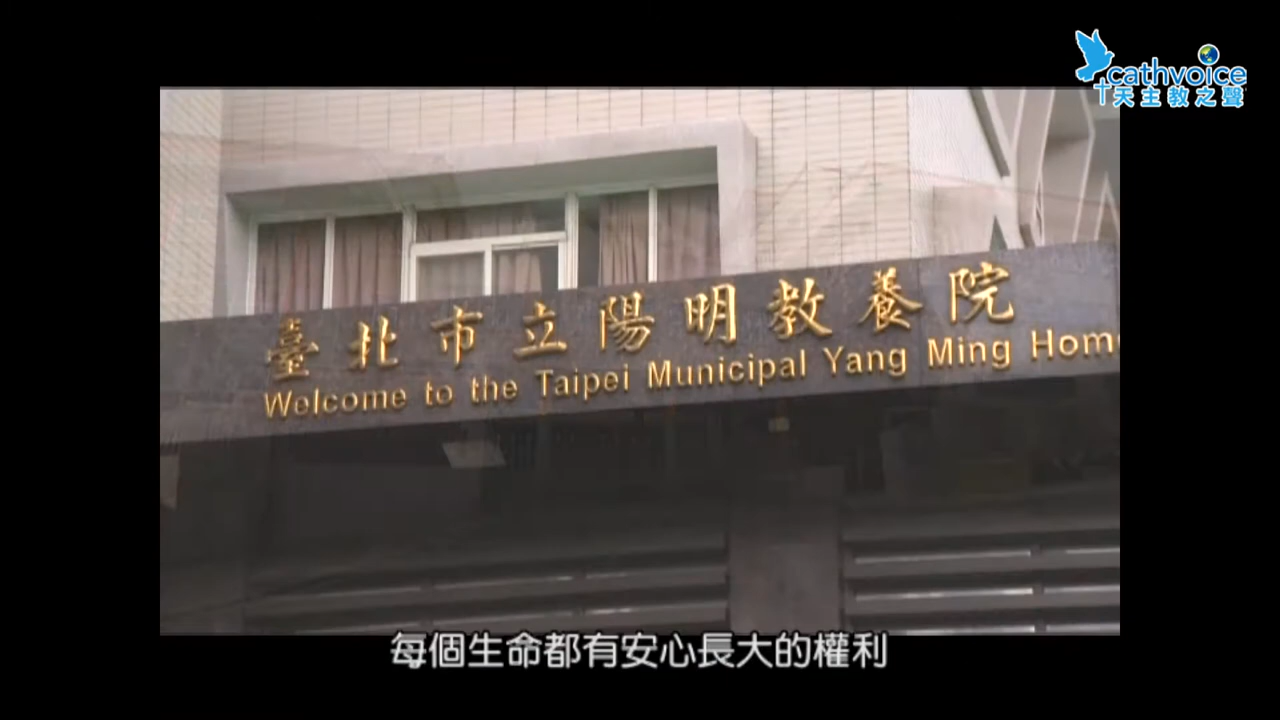 cathvoice
天主教之聲
臺北市立陽明教養院
Welcome to the Taipei Municipal Yang Ming Home
每個生命都有安心長大的權利